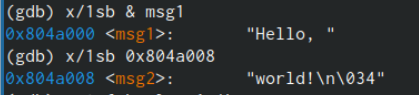 (gdb) x/1sb & msg1
0x804a000 <msg1>:       "Hello, "
(gdb) x/1sb 0x804a008
0x804a008 <msg2>:       "world!\n\034"